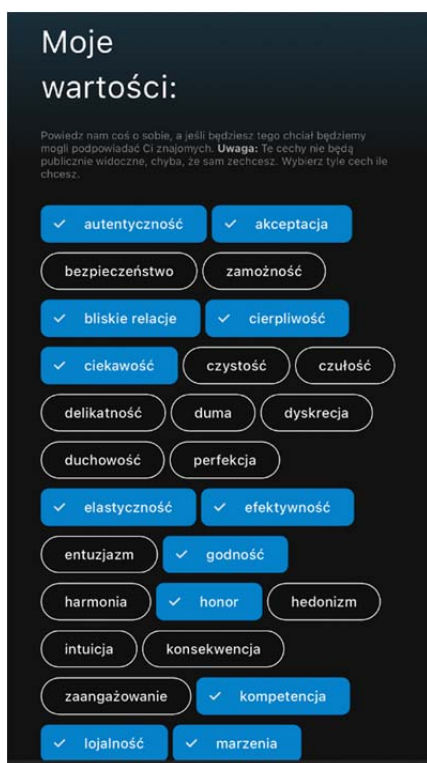 Moje
wartości:
Powiedz nam coś o sobie, a jeśli będziesz tego chciał będziemy
mogli podpowiadać Ci znajomych. Uwaga: Te cechy nie będą
publicznie widoczne, chyba, że sam zechcesz. Wybierz tyle cech ile
chcesz.
autentyczność akceptacja
bezpieczeństwo zamożność
bliskie relacje cierpliwość
ciekawość czystość czułość
delikatność duma dyskrecja
duchowość perfekcja
elastyczność efektywność
entuzjazm godność
harmonia honor hedonizm
intuicja konsekwencja
zaangażowanie kompetencja
lojalność marzenia